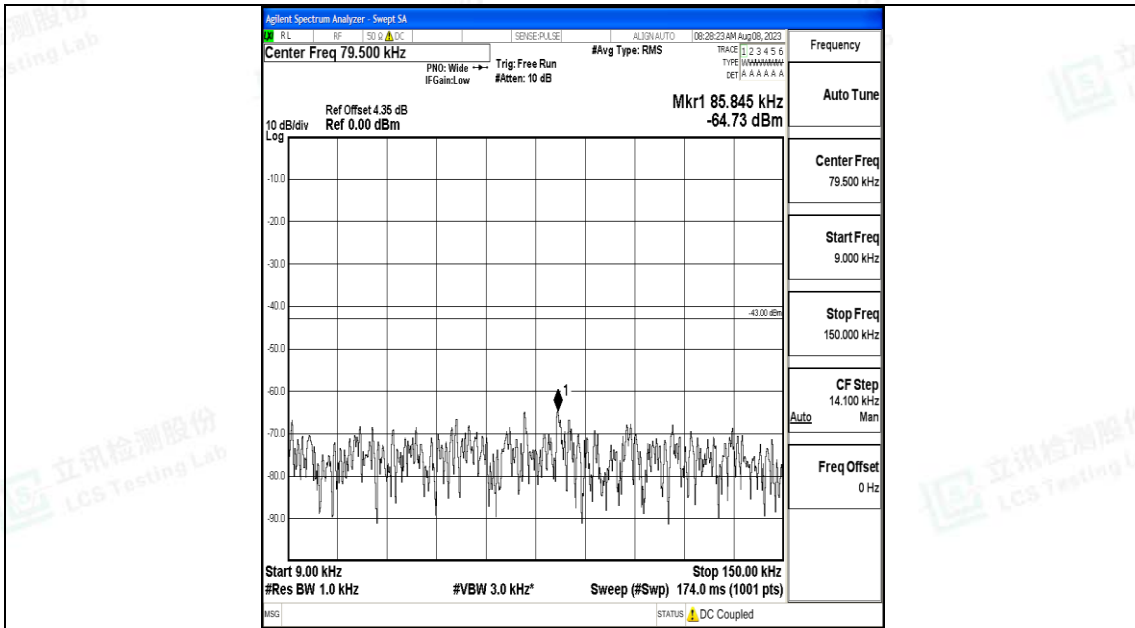 Agilent Spectrum Analyzer - Swept SA
RL RF 50 Ω DC SENSE:PULSE ALIGN AUTO 08:28:23 AM Aug 08, 2023
Center Freq 79.500 kHz
PNO: Wide
IFGain:Low
Trig: Free Run
#Atten: 10 dB
#Avg Type: RMS
TRACE 1 2 3 4 5 6
TYPE
DET A A A A A A
Ref Offset 4.35 dB
10 dB/div Ref 0.00 dBm
Log
Mkr1 85.845 kHz
-64.73 dBm
-10.0
-20.0
-30.0
-40.0
-43.00 dBm
-50.0
-60.0
1
-70.0
-80.0
-90.0
Start 9.00 kHz
Stop 150.00 kHz
#Res BW 1.0 kHz
#VBW 3.0 kHz*
Sweep (#Swp) 174.0 ms (1001 pts)
MSG
STATUS DC Coupled
Frequency
Auto Tune
Center Freq
79.500 kHz
Start Freq
9.000 kHz
Stop Freq
150.000 kHz
CF Step
14.100 kHz
Auto Man
Freq Offset
0 Hz
立讯检测股份
LCS Testing Lab
立讯检测股份